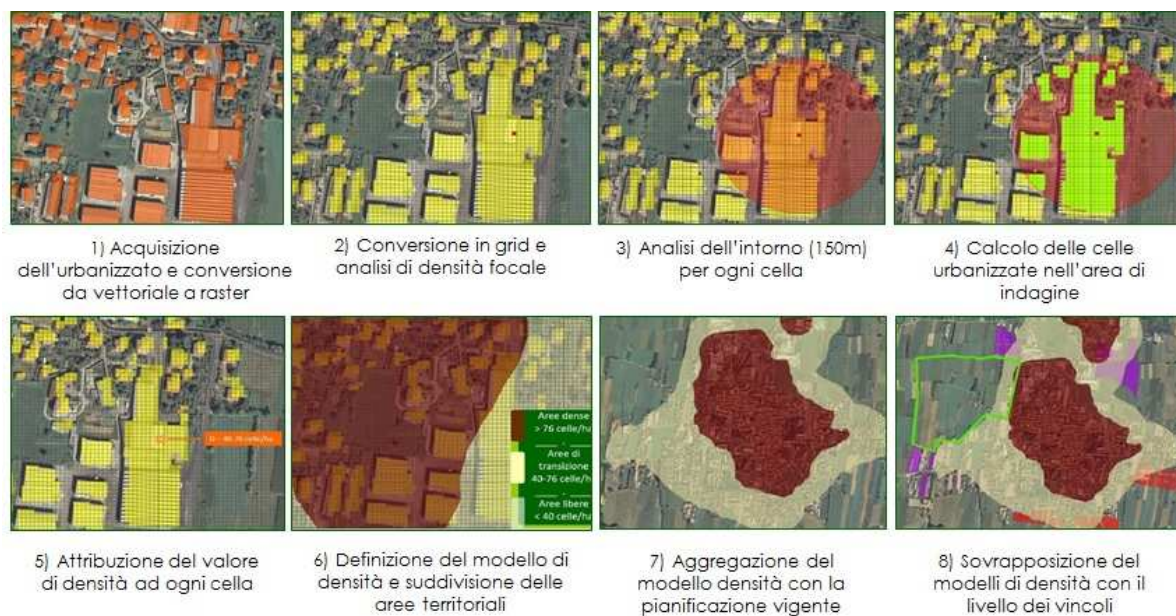 1) Acquisizione
dell'urbanizzato e conversione
da vettoriale a raster
2) Conversione in grid e
analisi di densità focale
3) Analisi dell'intorno (150m)
per ogni cella
4) Calcolo delle celle
urbanizzate nell'area di
indagine
5) Attribuzione del valore
di densità ad ogni cella
Aree dense
> 76 celle/ha
Aree di
transizione
40-76 celle/ha
Aree libere
< 40 celle/ha
6) Definizione del modello di
densità e suddivisione delle
aree territoriali
7) Aggregazione del
modello densità con la
pianificazione vigente
8) Sovrapposizione del
modelli di densità con il
livello dei vincoli